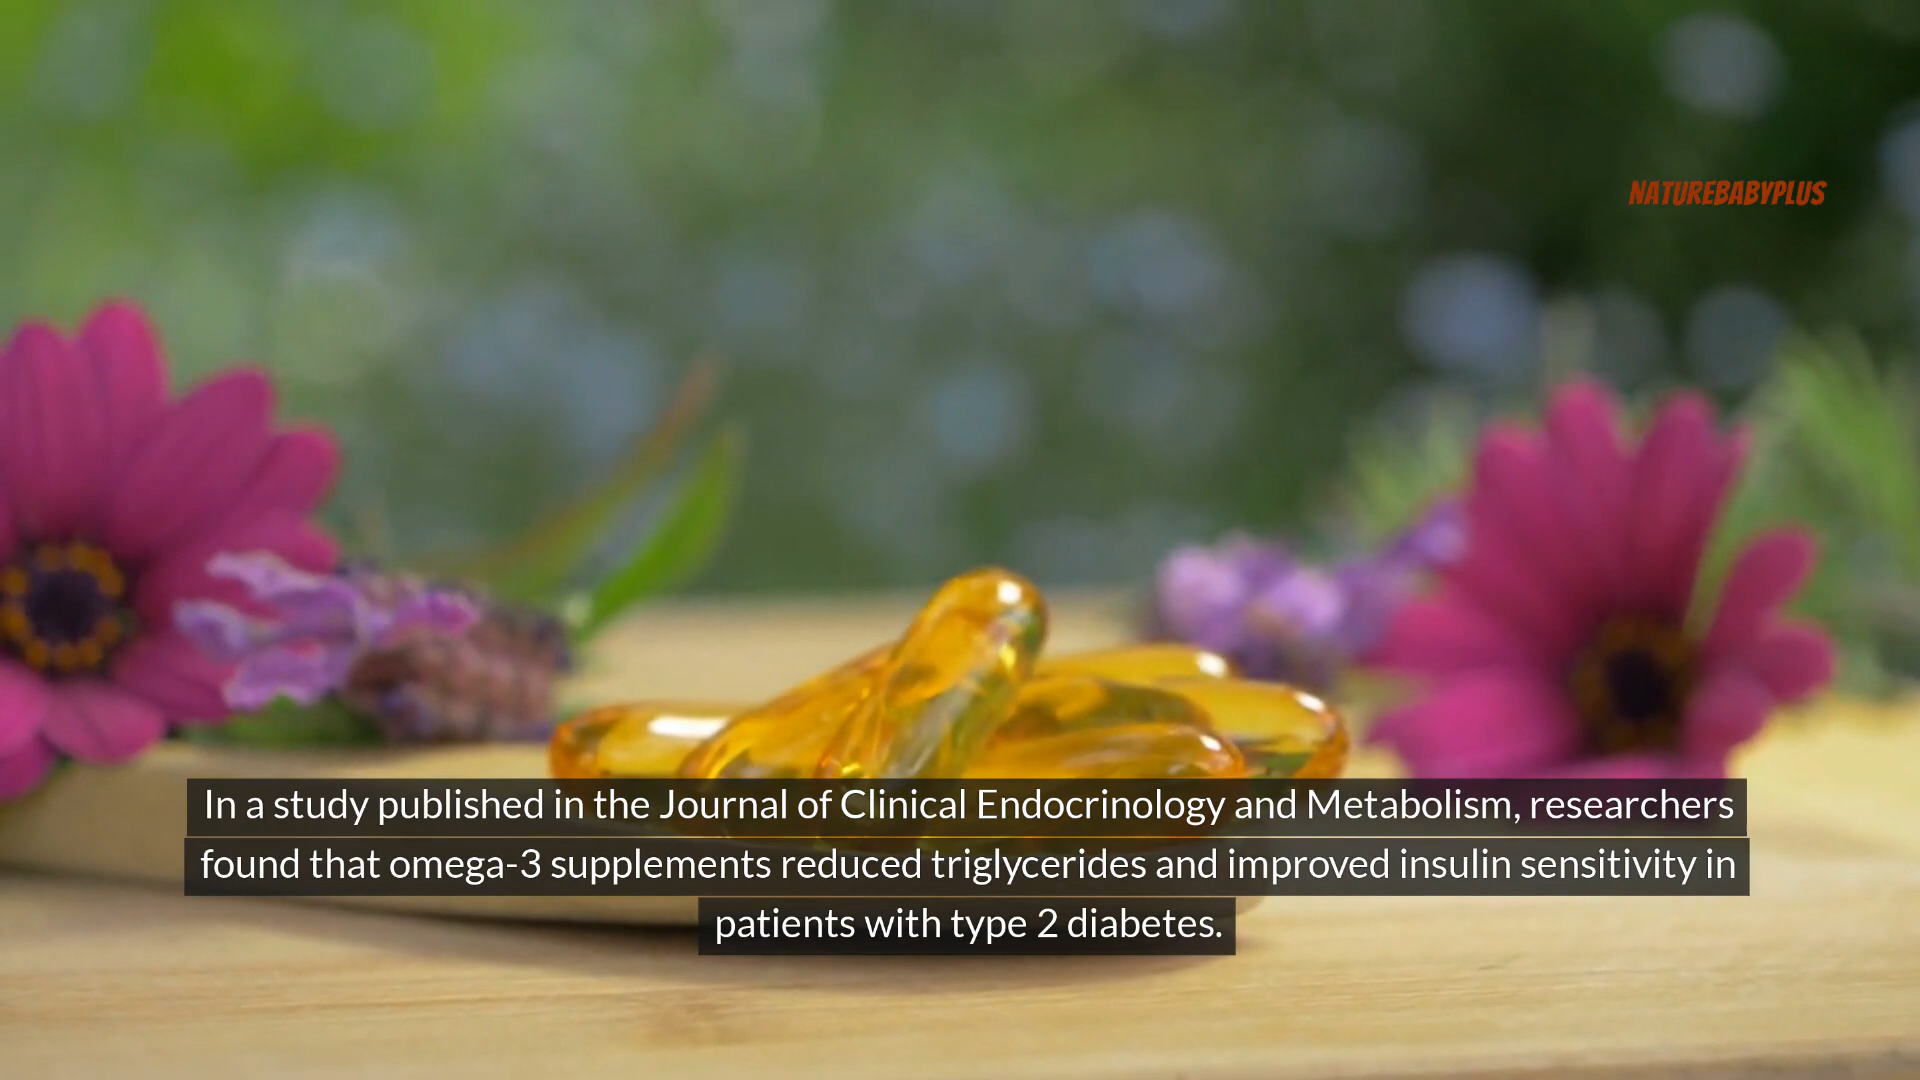 NATUREBABYPLUS
In a study published in the Journal of Clinical Endocrinology and Metabolism, researchers
found that omega-3 supplements reduced triglycerides and improved insulin sensitivity in
patients with type 2 diabetes.